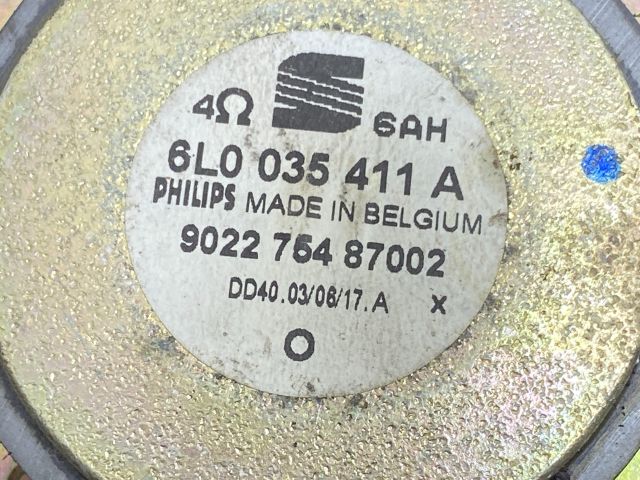 4Ω 6AH
6L0 035 411 A
PHILIPS MADE IN BELGIUM
9022 754 87002
DD40.03/06/17.A X
O